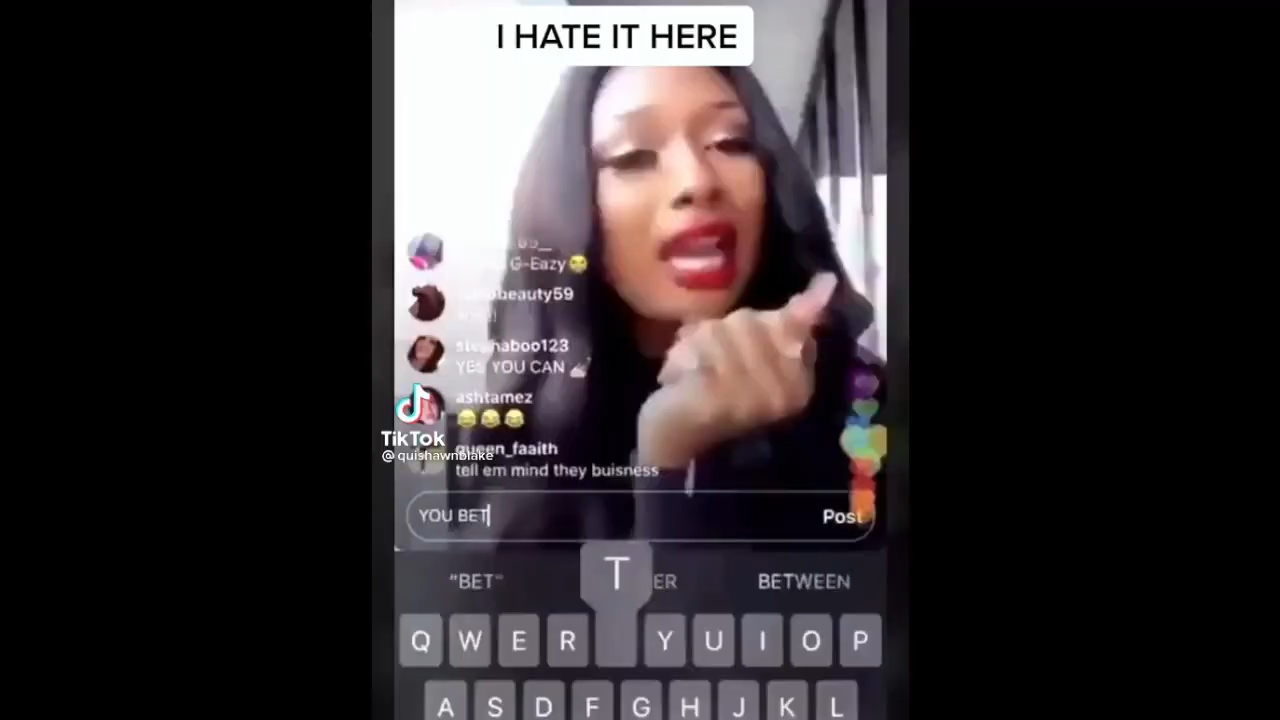 I HATE IT HERE
G-Eazy😂
beauty59
stephaboo123
YES YOU CAN
ashtamez
😂😂😂
queen_faaith
tell em mind they buisness
TikTok
@quishawnblake
YOU BET
Post
"BET"
T
ER
BETWEEN
Q W E R Y U I O P
A S D F G H J K L